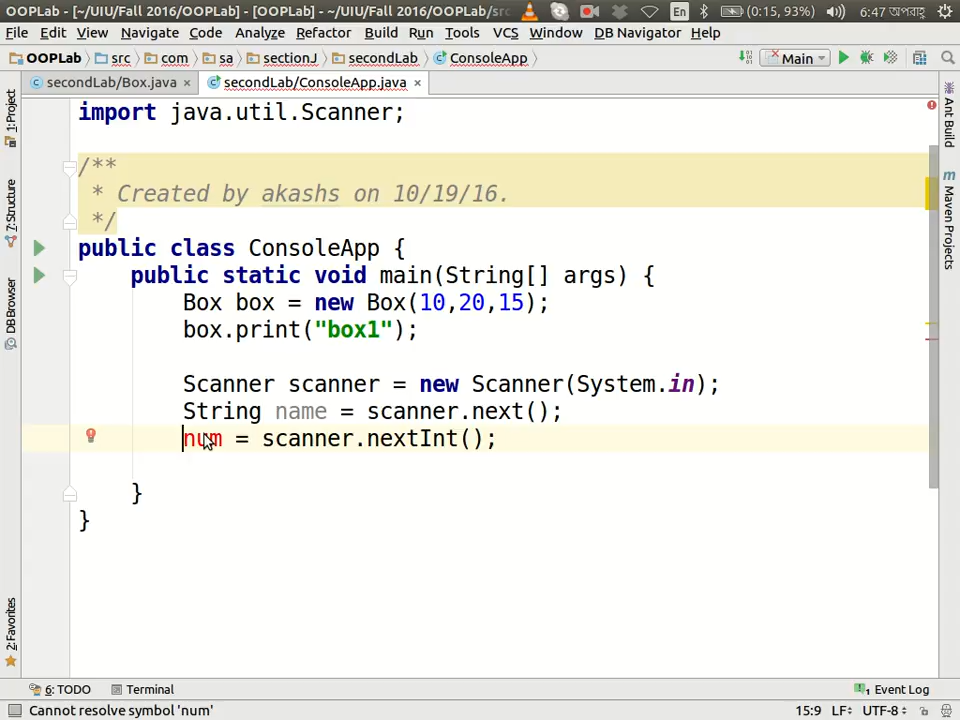 OOPLab - [~/UIU/Fall 2016/OOPLab] - [OOPLab] - ~/UIU/Fall 2016/OOPLab/src
En (0:15, 93%) 6:47 অপরাহ্ণ
File Edit View Navigate Code Analyze Refactor Build Run Tools VCS Window DB Navigator Help
OOPLab src com sa sectionJ secondLab ConsoleApp Main
secondLab/Box.java × secondLab/ConsoleApp.java ×
1: Project
7: Structure
DB Browser
2: Favorites
import java.util.Scanner;
/**
* Created by akashs on 10/19/16.
*/
public class ConsoleApp {
public static void main(String[] args) {
Box box = new Box(10,20,15);
box.print("box1");
Scanner scanner = new Scanner(System.in);
String name = scanner.next();
num = scanner.nextInt();
}
}
Ant Build
m Maven Projects
6: TODO Terminal 1 Event Log
Cannot resolve symbol 'num' 15:9 LF UTF-8